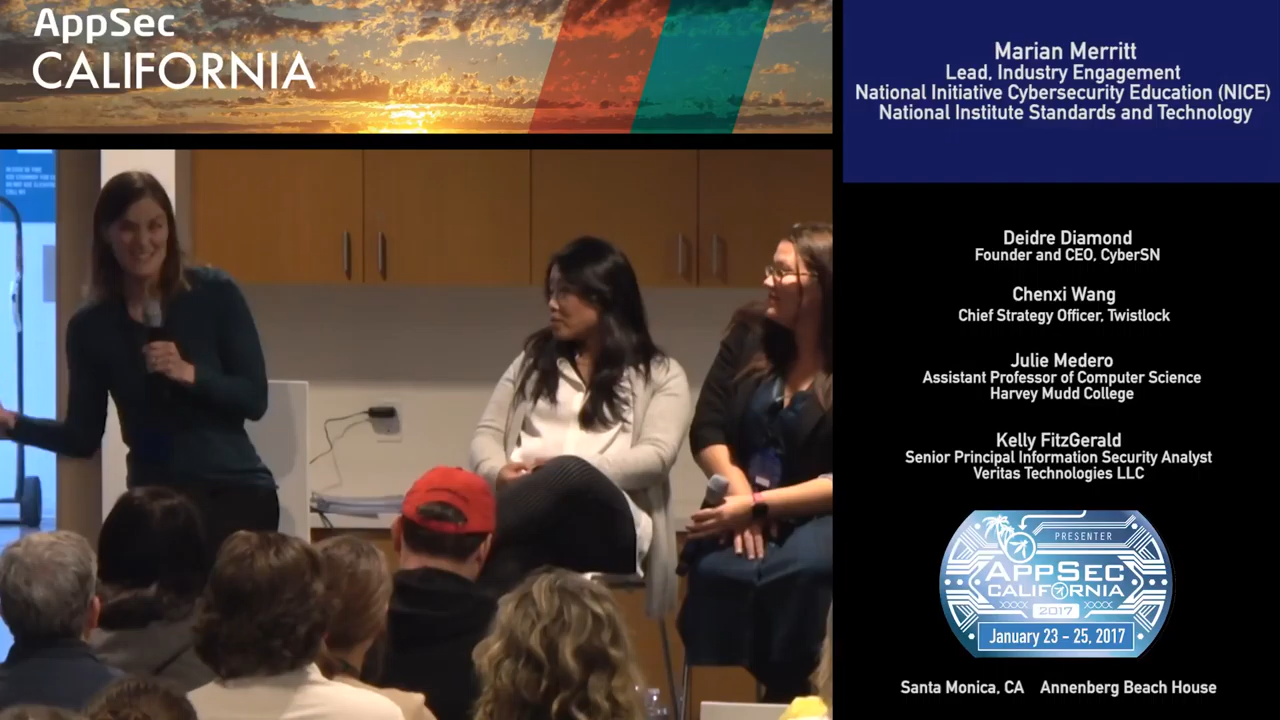 AppSec
CALIFORNIA
Marian Merritt
Lead, Industry Engagement
National Initiative Cybersecurity Education (NICE)
National Institute Standards and Technology
Deidre Diamond
Founder and CEO, CyberSN
Chenxi Wang
Chief Strategy Officer, Twistlock
Julie Medero
Assistant Professor of Computer Science
Harvey Mudd College
Kelly FitzGerald
Senior Principal Information Security Analyst
Veritas Technologies LLC
PRESENTER
APPSEC
CALIFORNIA
2017
January 23 - 25, 2017
Santa Monica, CA Annenberg Beach House